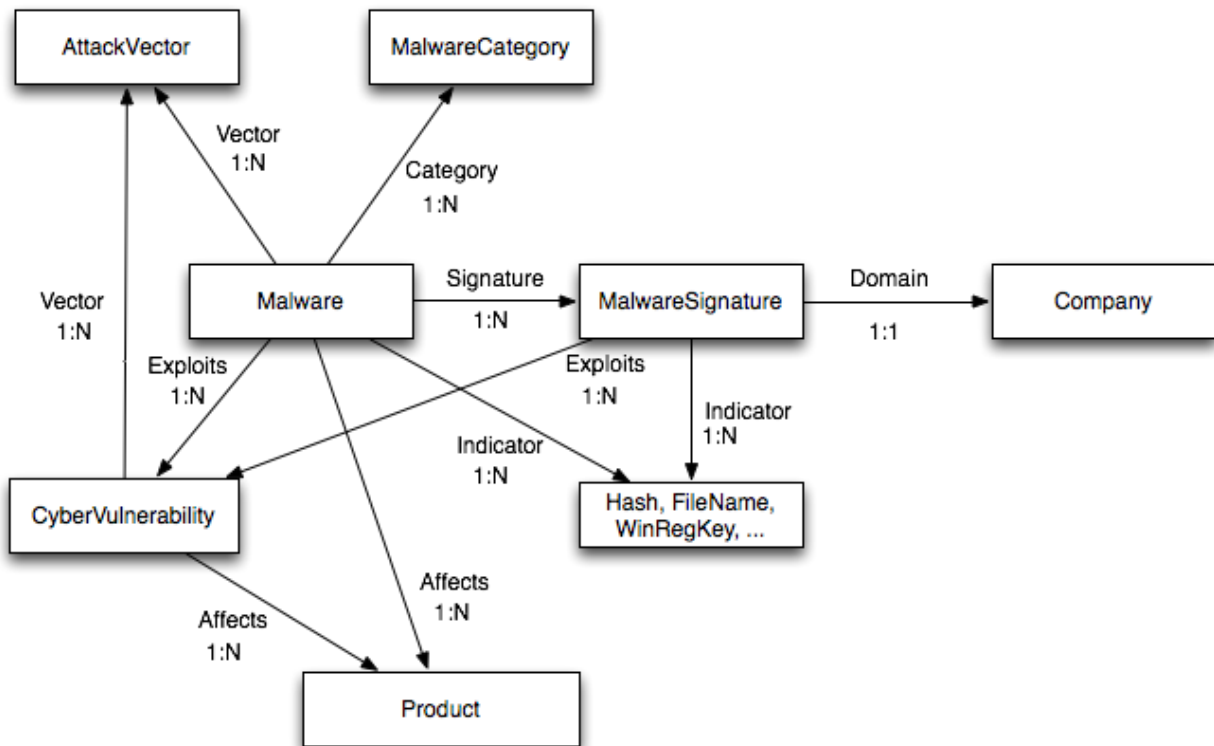 AttackVector
MalwareCategory
Vector
1:N
Category
1:N
Malware
Signature
1:N
MalwareSignature
Domain
1:1
Company
Vector
1:N
Exploits
1:N
Exploits
1:N
Indicator
1:N
Indicator
1:N
CyberVulnerability
Hash, FileName,
WinRegKey, ...
Affects
1:N
Affects
1:N
Product